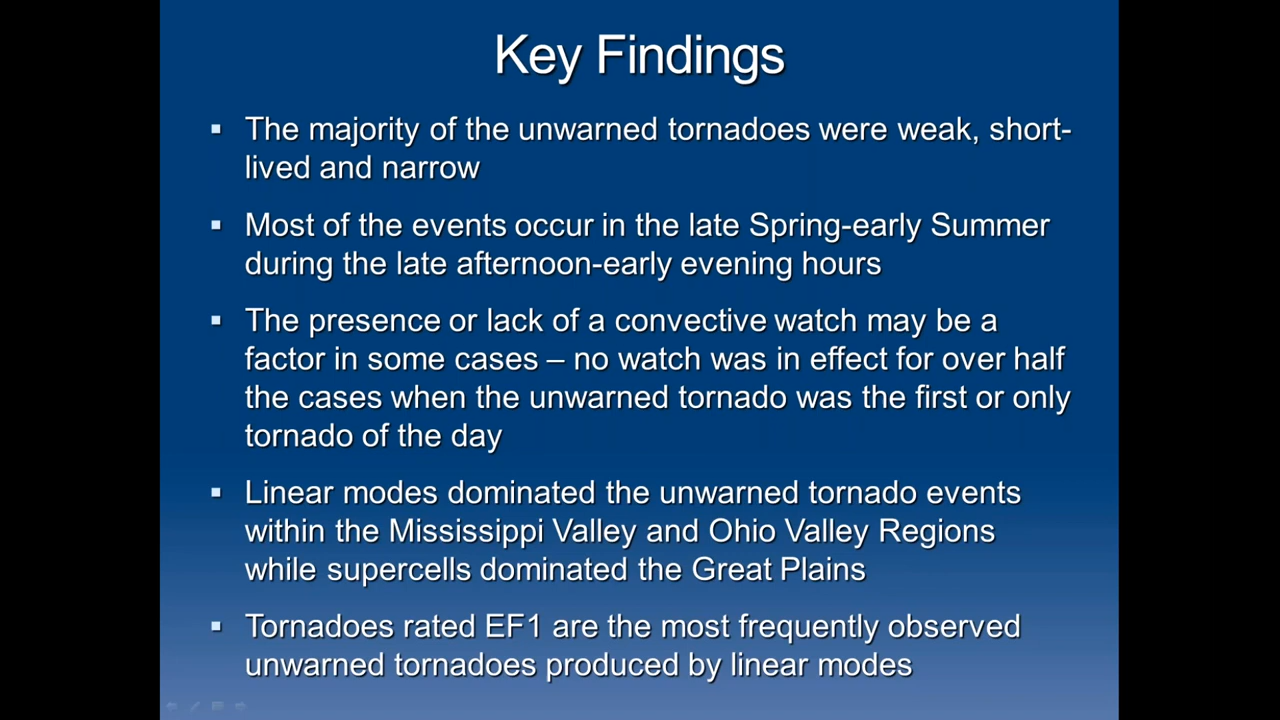 Key Findings
▪ The majority of the unwarned tornadoes were weak, short-
lived and narrow
▪ Most of the events occur in the late Spring-early Summer
during the late afternoon-early evening hours
▪ The presence or lack of a convective watch may be a
factor in some cases – no watch was in effect for over half
the cases when the unwarned tornado was the first or only
tornado of the day
▪ Linear modes dominated the unwarned tornado events
within the Mississippi Valley and Ohio Valley Regions
while supercells dominated the Great Plains
▪ Tornadoes rated EF1 are the most frequently observed
unwarned tornadoes produced by linear modes